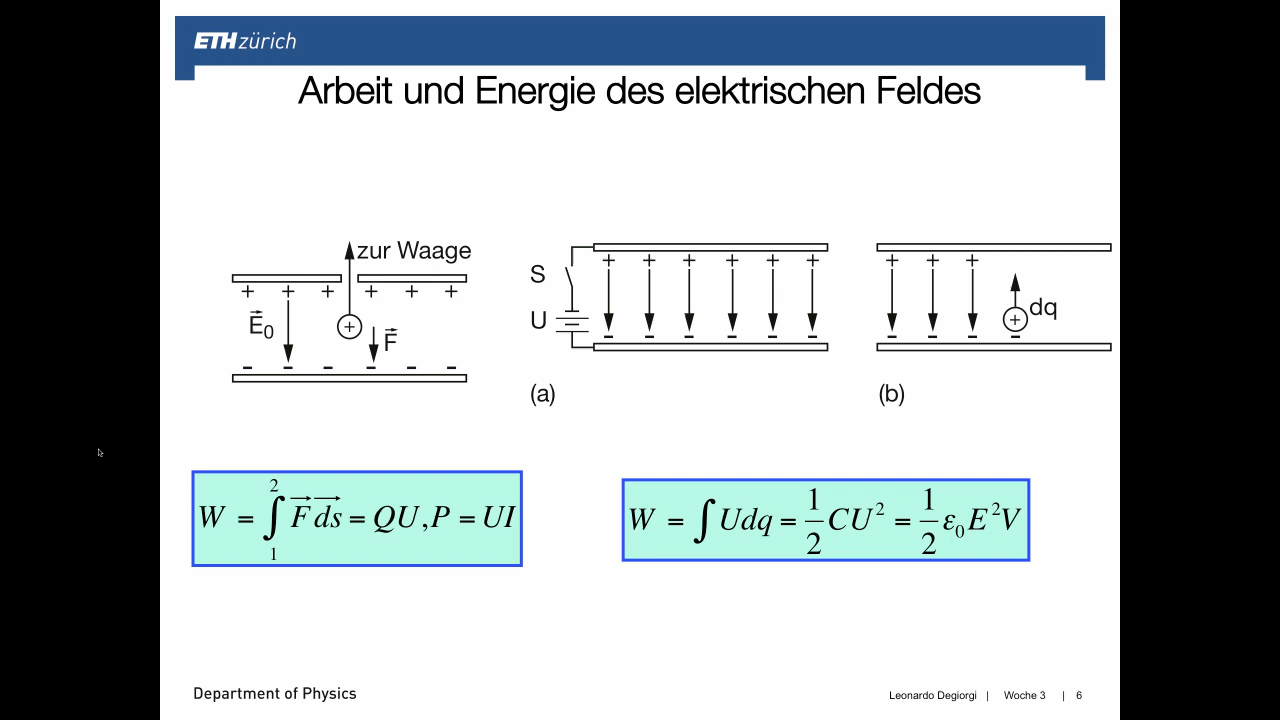 ETH zürich
Arbeit und Energie des elektrischen Feldes
zur Waage
+ + + + + +
E⃗₀
+
F⃗
- - - - - -
S
U
+ + + + + +
- - - - - -
(a)
+ + +
dq
+
- - - -
(b)
W = ∫₁² F⃗ d⃗s = QU, P = UI
W = ∫Udq = 1/2 CU² = 1/2 ε₀E²V
Department of Physics
Leonardo Degiorgi | Woche 3 | 6